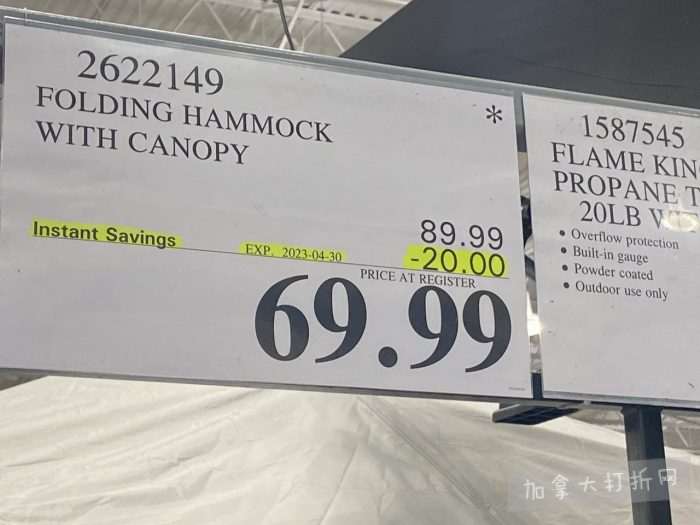 2622149
FOLDING HAMMOCK
WITH CANOPY
*
89.99
Instant Savings
EXP. 2023-04-30
-20.00
PRICE AT REGISTER
69.99
1587545
FLAME KIN
PROPANE T
20LB W
• Overflow protection
• Built-in gauge
• Powder coated
• Outdoor use only
加拿大打折网